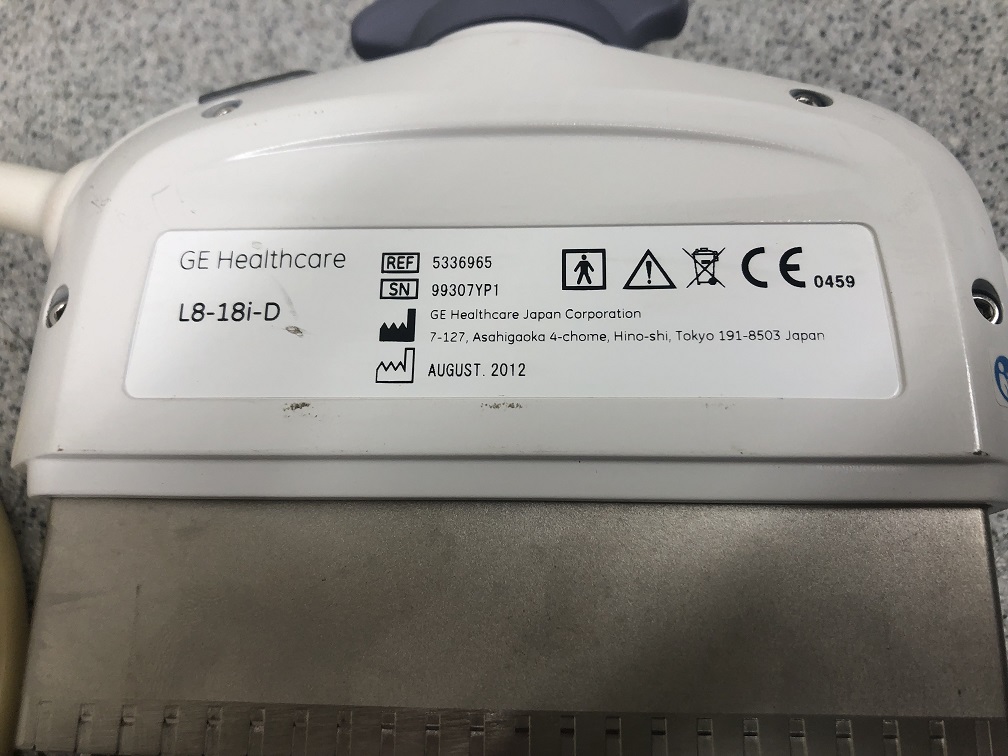 GE Healthcare
L8-18i-D
REF 5336965
SN 99307YP1
GE Healthcare Japan Corporation
7-127, Asahigaoka 4-chome, Hino-shi, Tokyo 191-8503 Japan
AUGUST. 2012
CE 0459